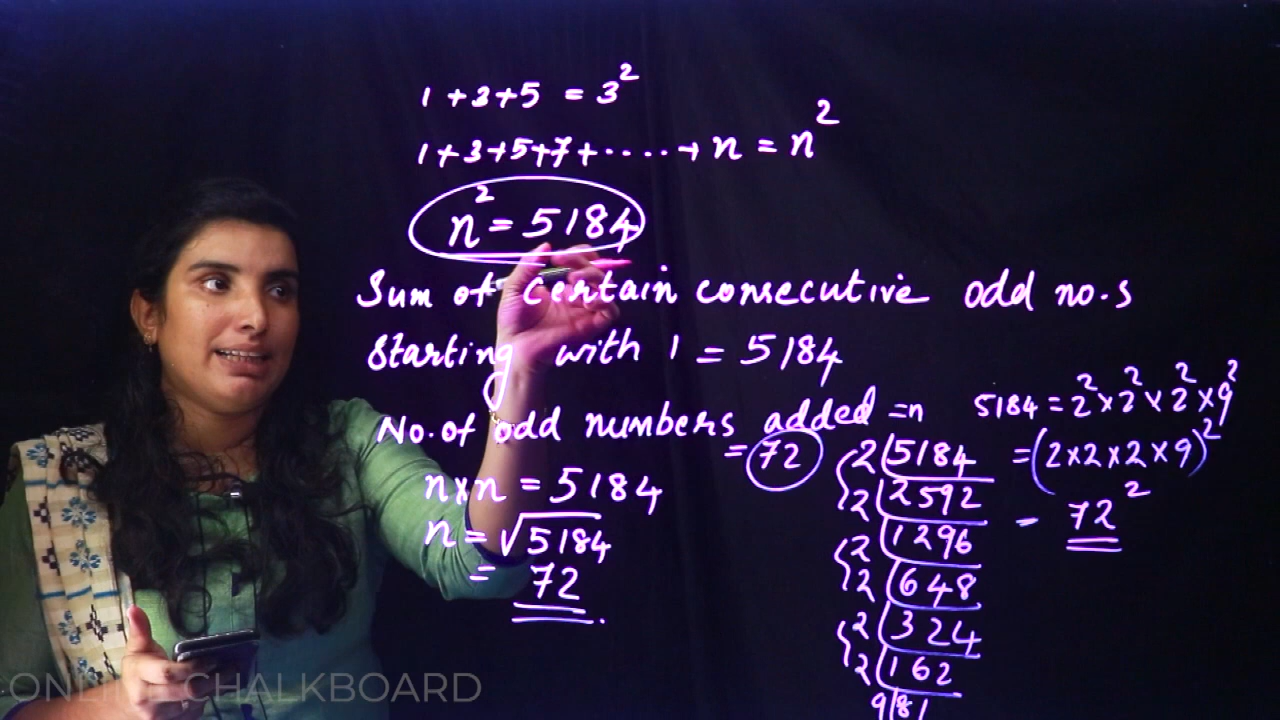 1+3+5 = 3²
1+3+5+7+.....+n = n²
n² = 5184
Sum of certain consecutive odd no.s
Starting with 1 = 5184
No. of odd numbers added = n
= 72
n×n = 5184
n = √5184
= 72
5184 = 2² × 2² × 2² × 9²
= (2×2×2×9)²
= 72²
2 5184
2 2592
2 1296
2 648
2 324
2 162
9 81
ONLINE CHALKBOARD